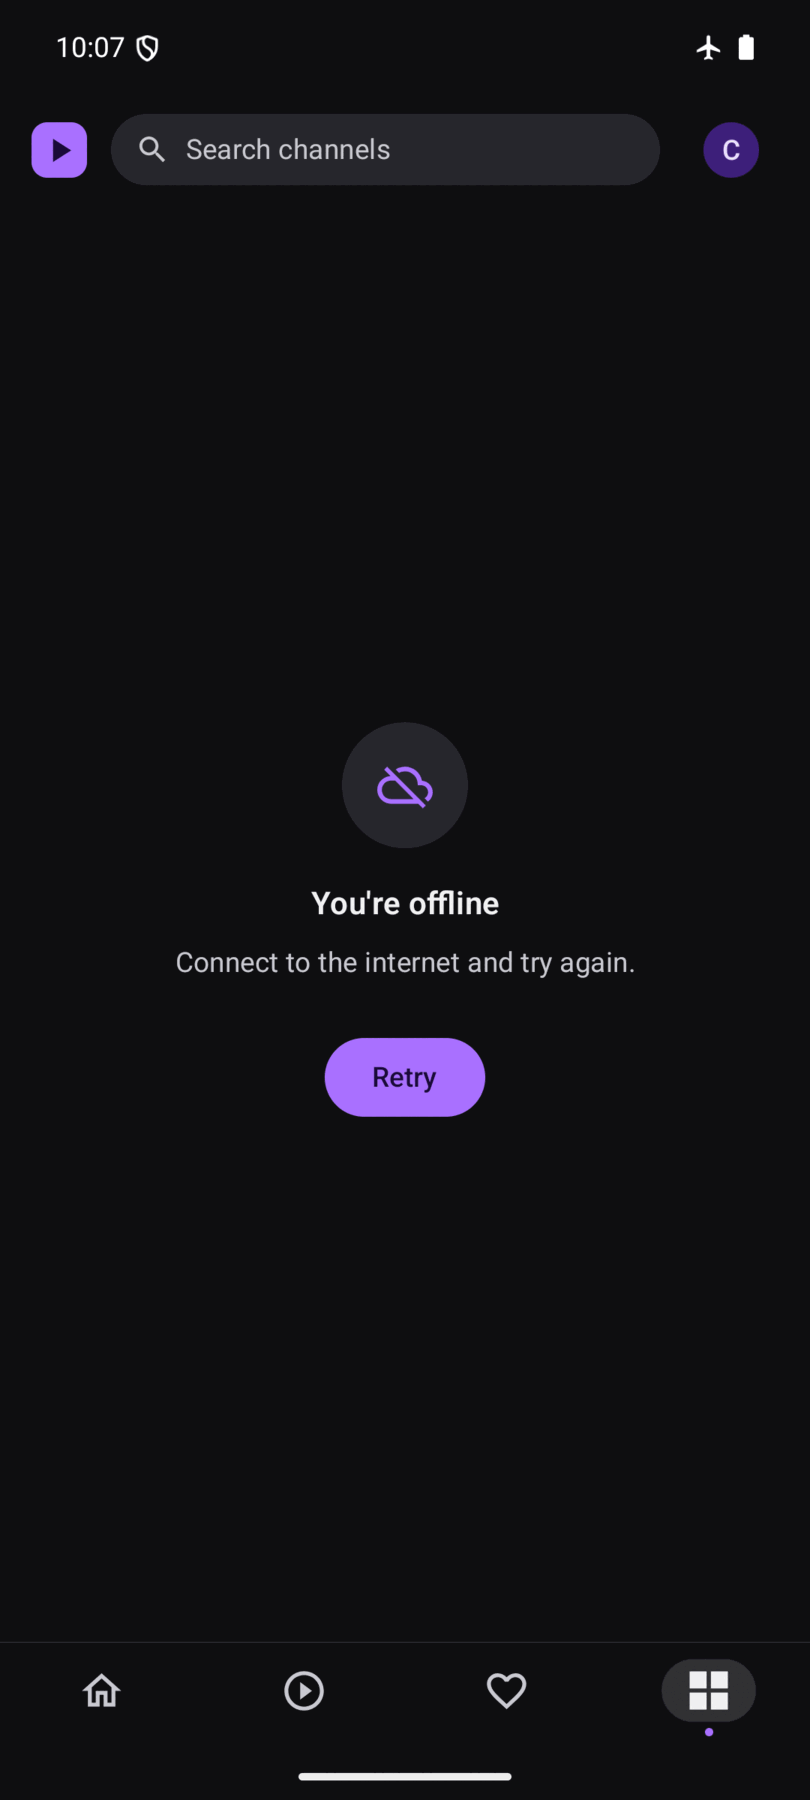 10:07
Search channels
C
You're offline
Connect to the internet and try again.
Retry